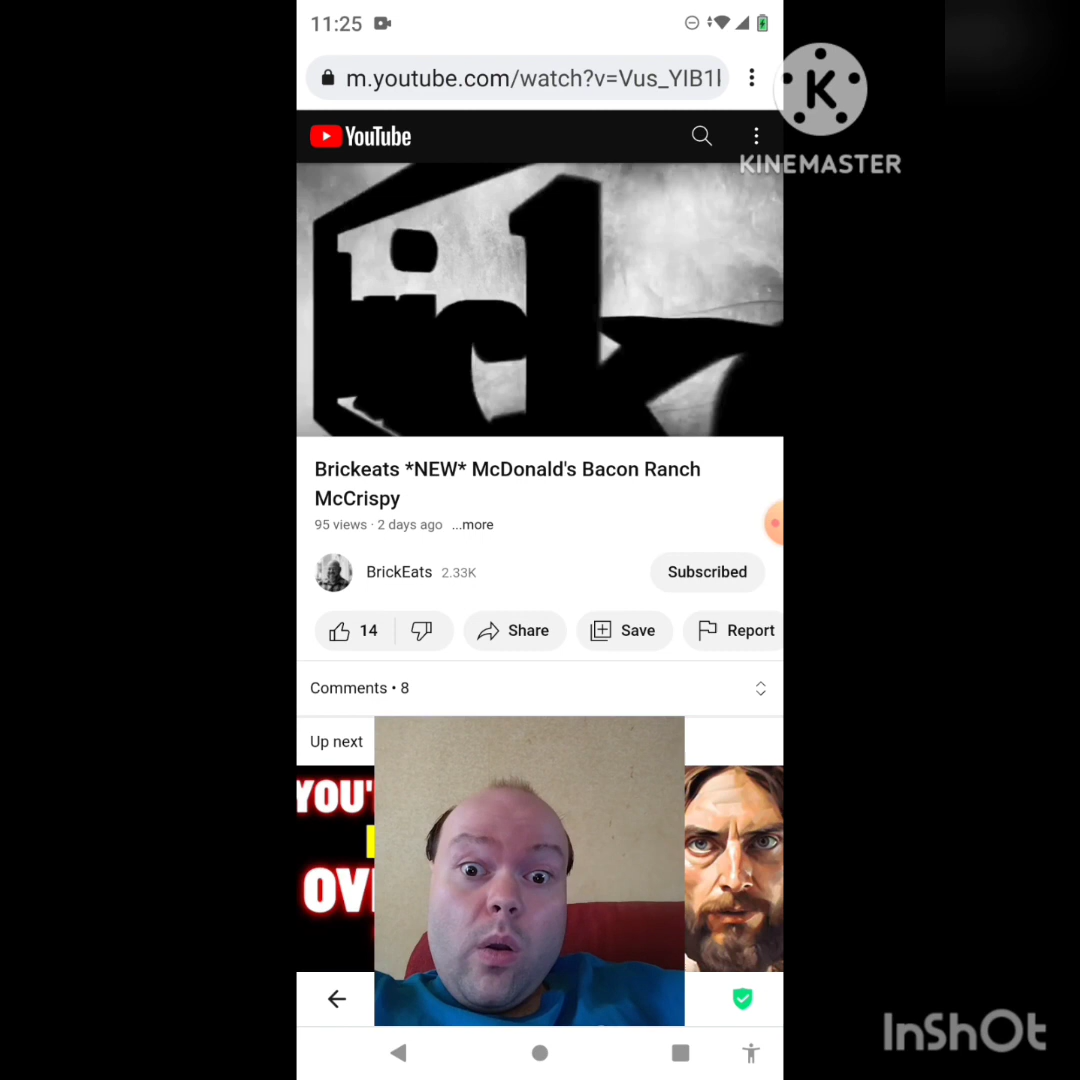 11:25
m.youtube.com/watch?v=Vus_YIB1
K
KINEMASTER
YouTube
Brickeats *NEW* McDonald's Bacon Ranch
McCrispy
95 views · 2 days ago ...more
BrickEats 2.33K
Subscribed
14
Share
Save
Report
Comments • 8
Up next
YOU'
OV
InShOt